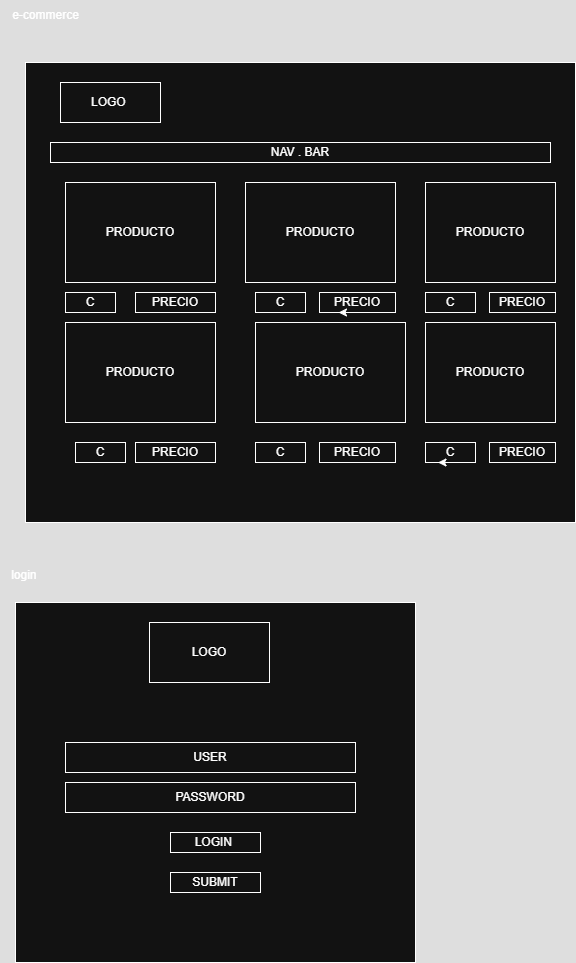 e-commerce
LOGO
NAV . BAR
PRODUCTO
PRODUCTO
PRODUCTO
C
PRECIO
C
PRECIO
C
PRECIO
PRODUCTO
PRODUCTO
PRODUCTO
C
PRECIO
C
PRECIO
C
PRECIO
login
LOGO
USER
PASSWORD
LOGIN
SUBMIT